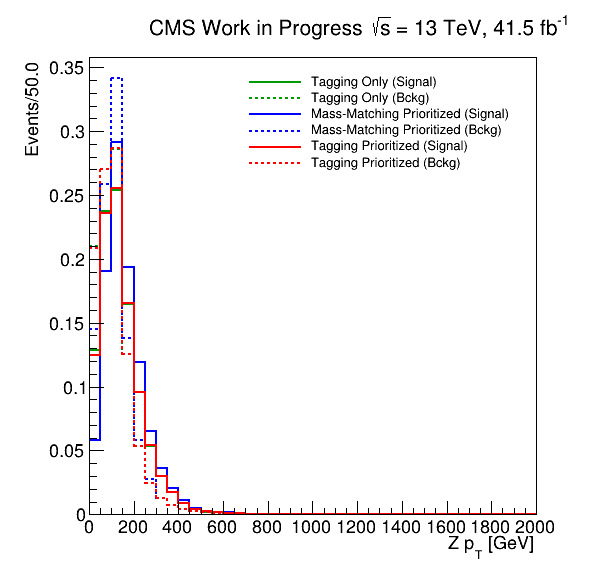 CMS Work in Progress √s = 13 TeV, 41.5 fb⁻¹
Events/50.0
0.35
0.3
0.25
0.2
0.15
0.1
0.05
0
Tagging Only (Signal)
Tagging Only (Bckg)
Mass-Matching Prioritized (Signal)
Mass-Matching Prioritized (Bckg)
Tagging Prioritized (Signal)
Tagging Prioritized (Bckg)
0 200 400 600 800 1000 1200 1400 1600 1800 2000
Z p_T [GeV]